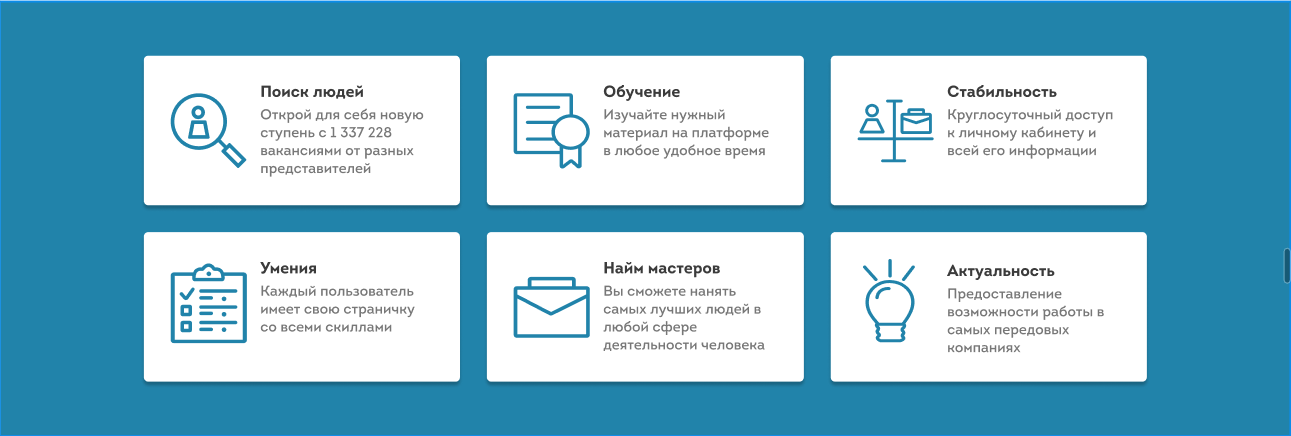 Поиск людей
Открой для себя новую
ступень с 1 337 228
вакансиями от разных
представителей
Обучение
Изучайте нужный
материал на платформе
в любое удобное время
Стабильность
Круглосуточный доступ
к личному кабинету и
всей его информации
Умения
Каждый пользователь
имеет свою страничку
со всеми скиллами
Найм мастеров
Вы сможете нанять
самых лучших людей в
любой сфере
деятельности человека
Актуальность
Предоставление
возможности работы в
самых передовых
компаниях